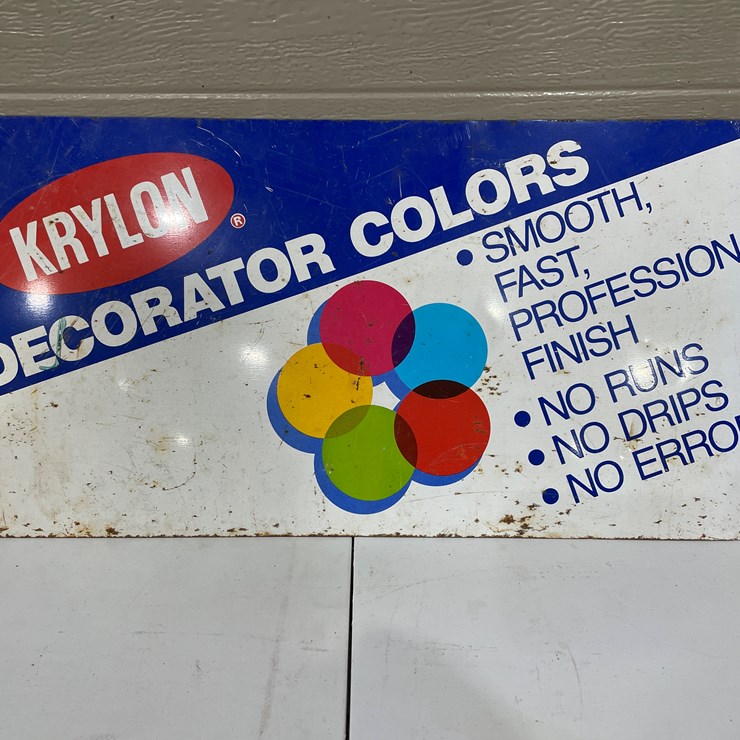 KRYLON®
DECORATOR COLORS
• SMOOTH,
FAST,
PROFESSION
FINISH
• NO RUNS
• NO DRIPS
• NO ERRO